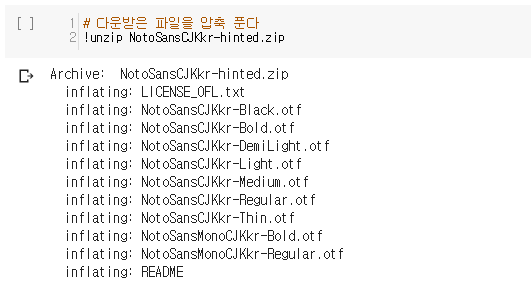 [ ] 1 # 다운받은 파일을 압축 푼다
2 !unzip NotoSansCJKkr-hinted.zip
Archive:  NotoSansCJKkr-hinted.zip
inflating: LICENSE_OFL.txt
inflating: NotoSansCJKkr-Black.otf
inflating: NotoSansCJKkr-Bold.otf
inflating: NotoSansCJKkr-DemiLight.otf
inflating: NotoSansCJKkr-Light.otf
inflating: NotoSansCJKkr-Medium.otf
inflating: NotoSansCJKkr-Regular.otf
inflating: NotoSansCJKkr-Thin.otf
inflating: NotoSansMonoCJKkr-Bold.otf
inflating: NotoSansMonoCJKkr-Regular.otf
inflating: README